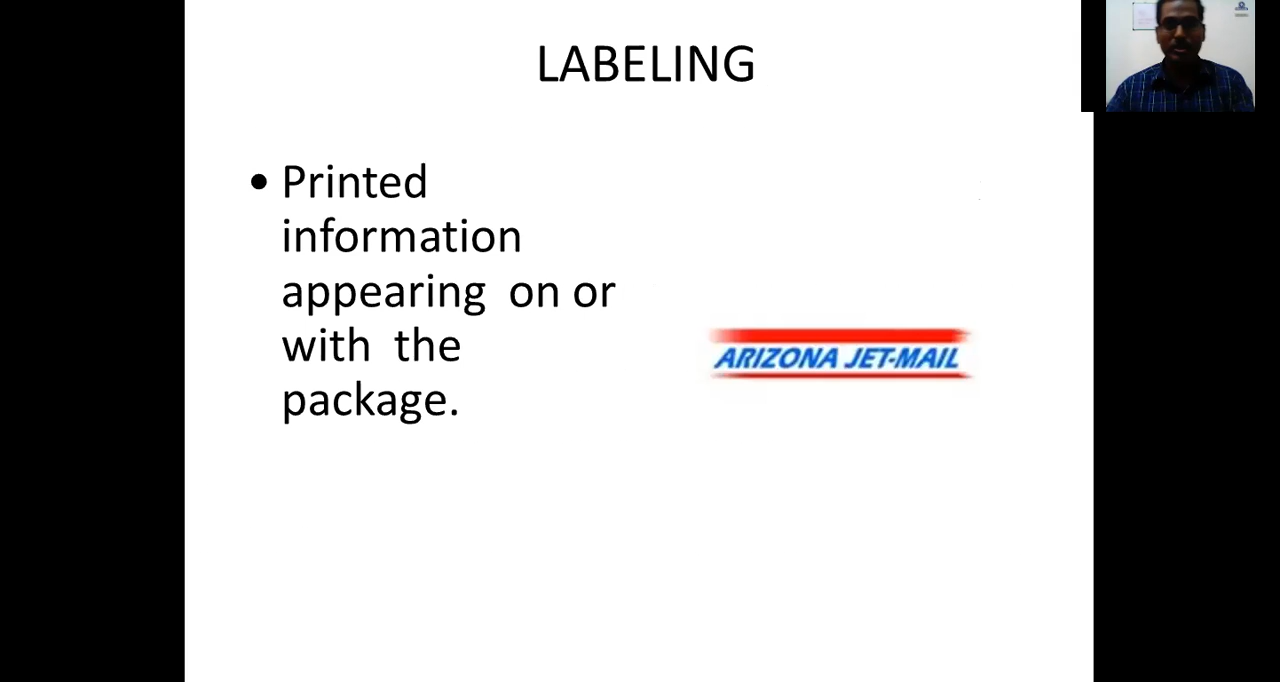 LABELING
• Printed
information
appearing on or
with the
package.
ARIZONA JET-MAIL